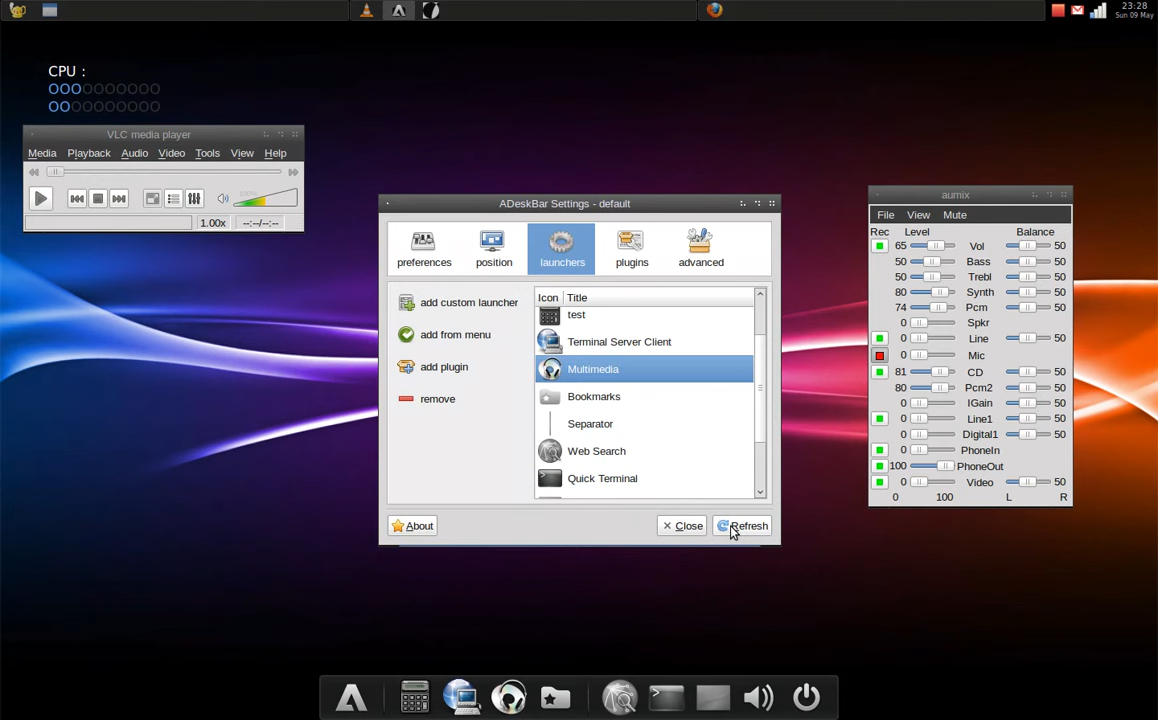 23:28
Sun 09 May
CPU :
OOOOOOOOOO
OOOOOOOOOO
VLC media player
Media Playback Audio Video Tools View Help
100%
1.00x --:--/--:--
ADeskBar Settings - default
preferences position launchers plugins advanced
add custom launcher
add from menu
add plugin
remove
Icon Title
test
Terminal Server Client
Multimedia
Bookmarks
Separator
Web Search
Quick Terminal
About Close Refresh
aumix
File View Mute
Rec Level Balance
65 Vol 50
50 Bass 50
50 Trebl 50
80 Synth 50
74 Pcm 50
0 Spkr
0 Line 50
0 Mic
81 CD 50
80 Pcm2 50
0 IGain 50
0 Line1 50
0 Digital1 50
0 PhoneIn
100 PhoneOut
0 Video 50
0 100 L R